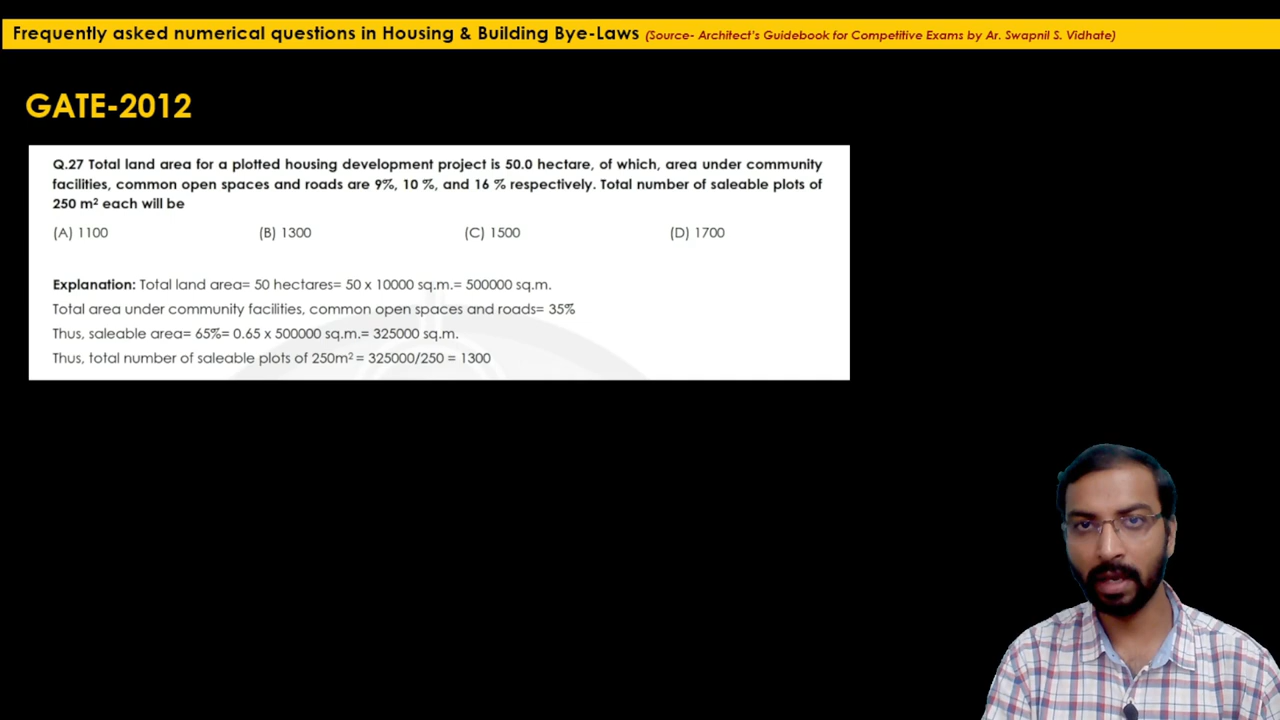 Frequently asked numerical questions in Housing & Building Bye-Laws (Source- Architect's Guidebook for Competitive Exams by Ar. Swapnil S. Vidhate)
GATE-2012
Q.27 Total land area for a plotted housing development project is 50.0 hectare, of which, area under community
facilities, common open spaces and roads are 9%, 10 %, and 16 % respectively. Total number of saleable plots of
250 m² each will be
(A) 1100 (B) 1300 (C) 1500 (D) 1700
Explanation: Total land area= 50 hectares= 50 x 10000 sq.m.= 500000 sq.m.
Total area under community facilities, common open spaces and roads= 35%
Thus, saleable area= 65%= 0.65 x 500000 sq.m.= 325000 sq.m.
Thus, total number of saleable plots of 250m² = 325000/250 = 1300